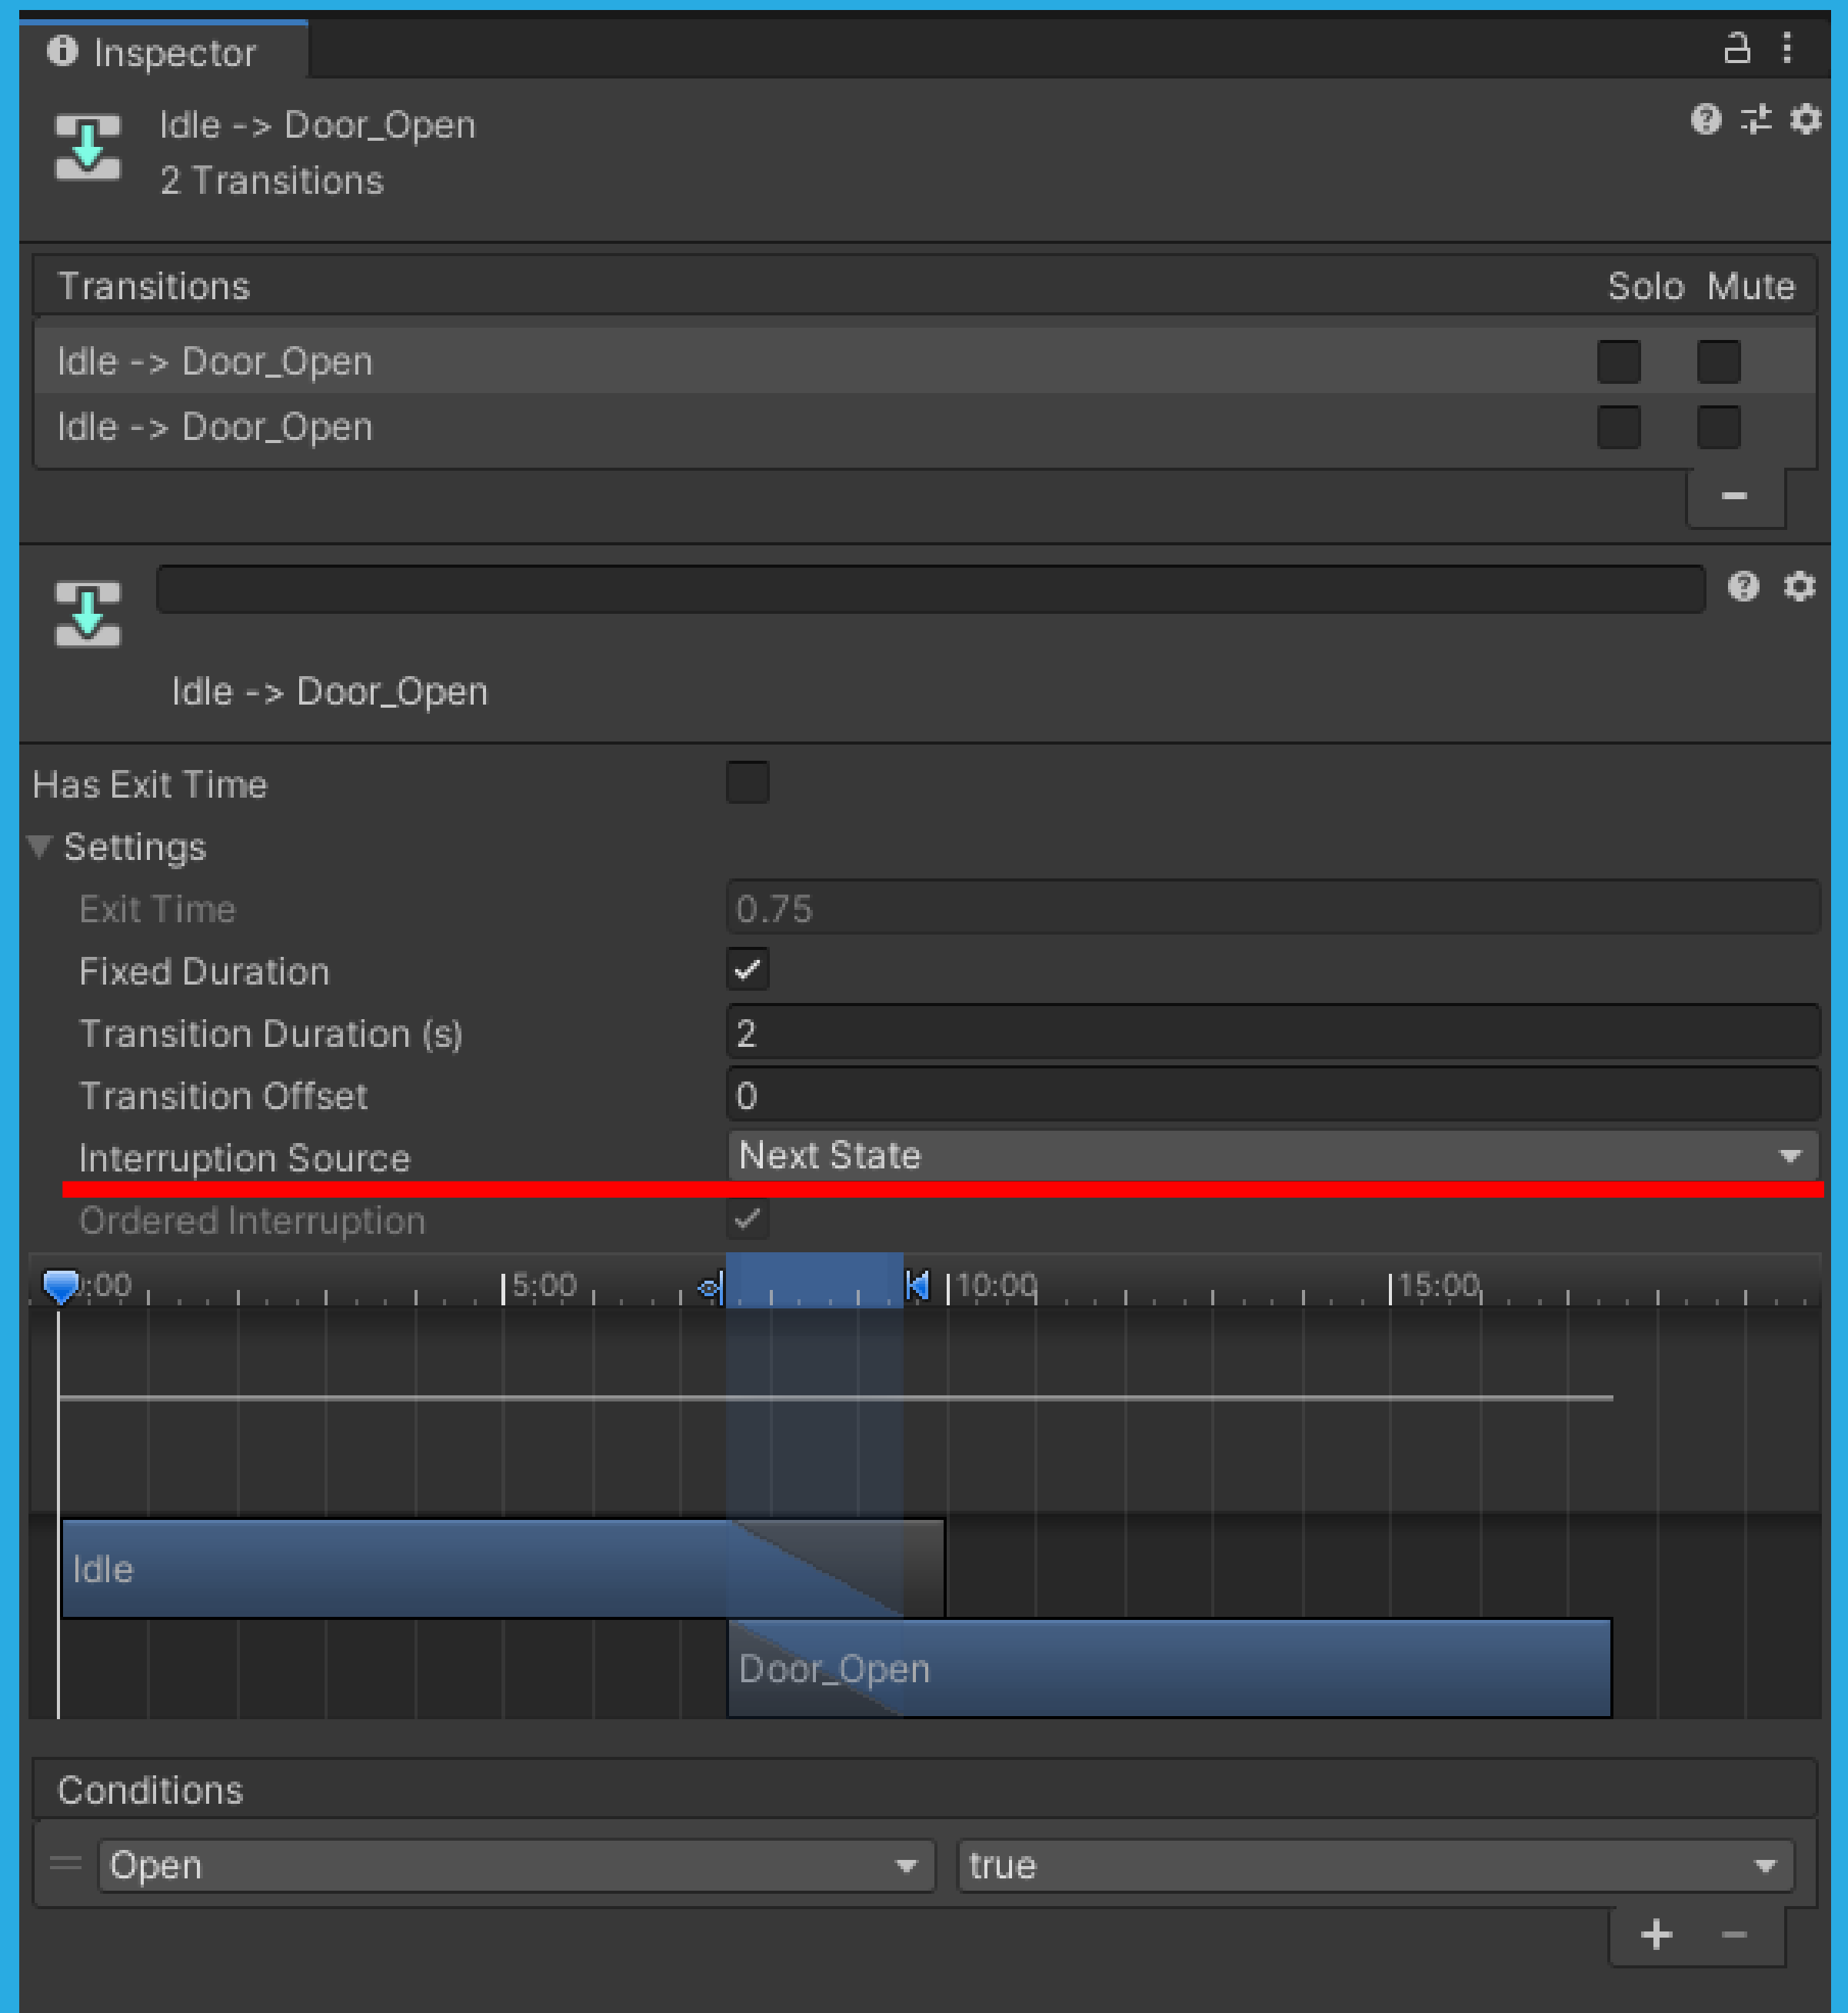 Inspector
Idle -> Door_Open
2 Transitions
Transitions Solo Mute
Idle -> Door_Open
Idle -> Door_Open
Idle -> Door_Open
Has Exit Time
Settings
Exit Time 0.75
Fixed Duration
Transition Duration (s) 2
Transition Offset 0
Interruption Source Next State
Ordered Interruption
:00 5:00 10:00 15:00
Idle
Door_Open
Conditions
Open true